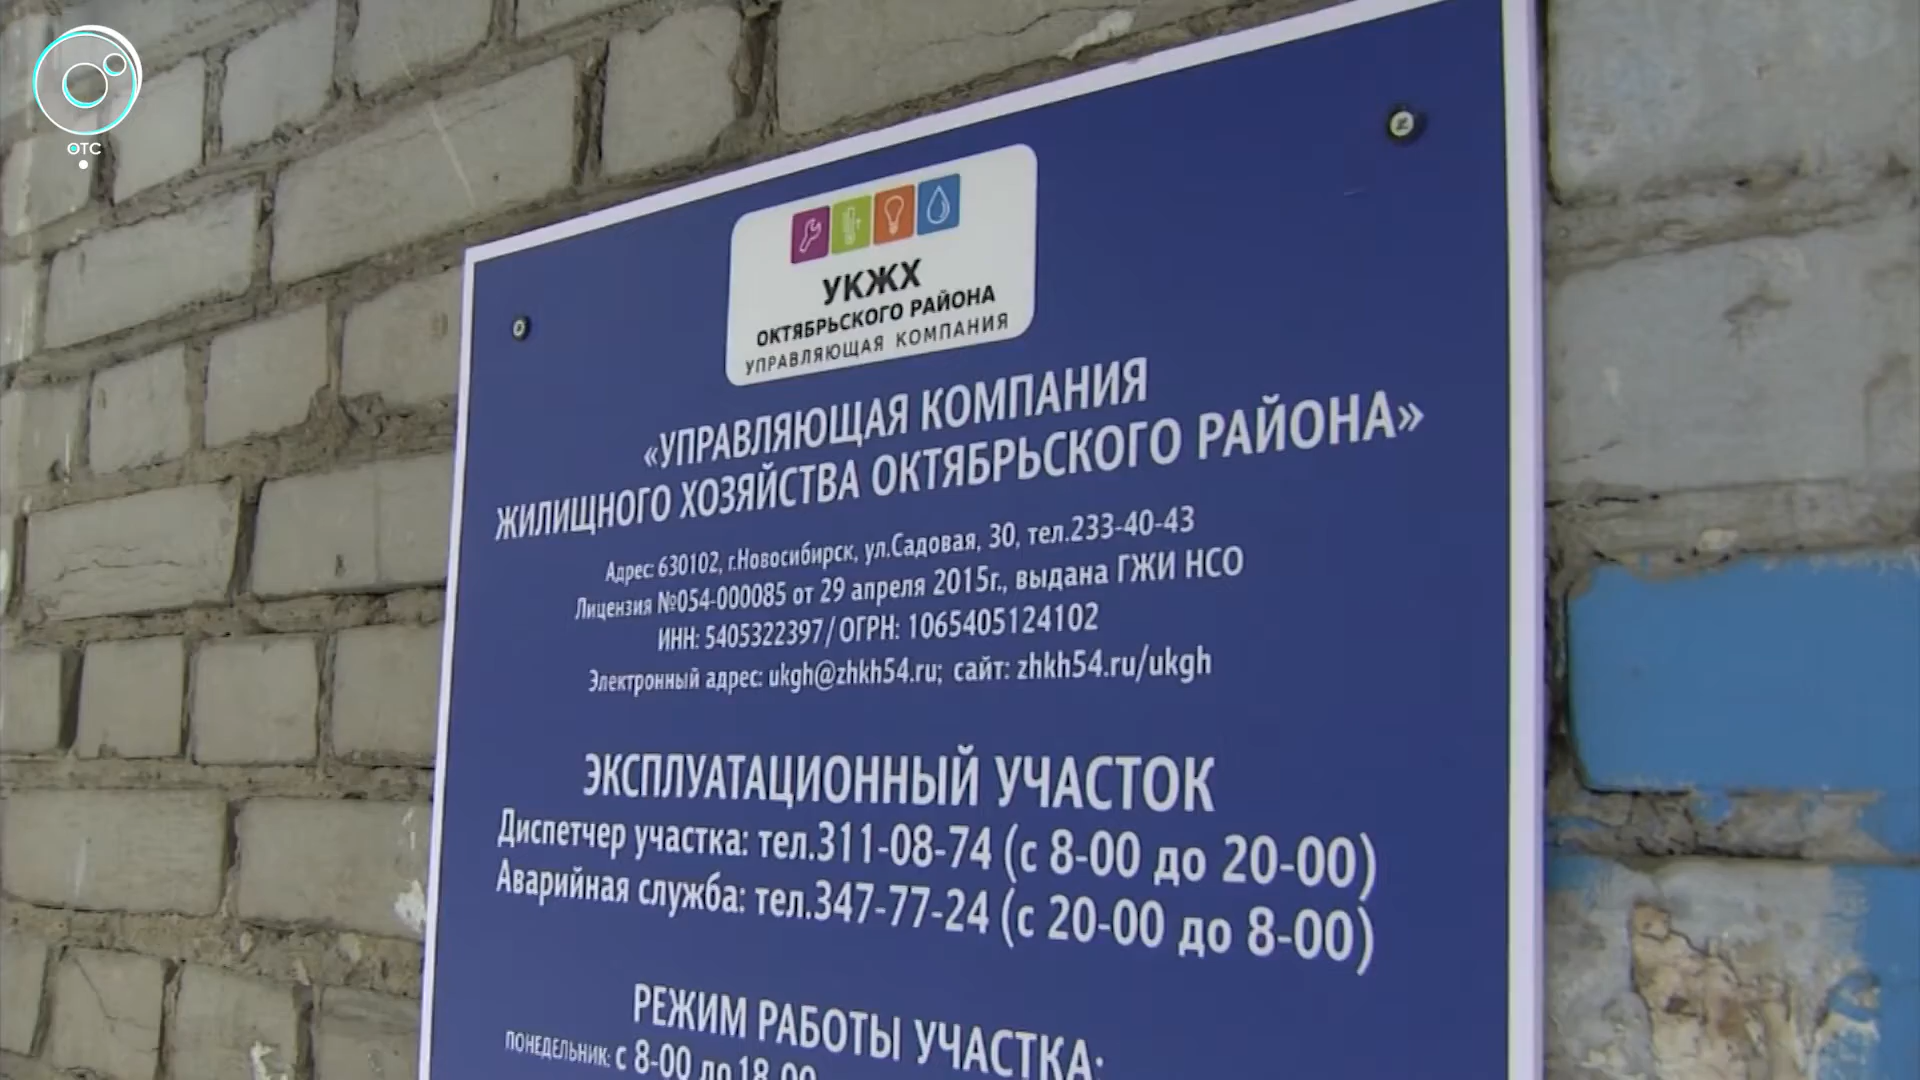 ОТС
УКЖХ
ОКТЯБРЬСКОГО РАЙОНА
УПРАВЛЯЮЩАЯ КОМПАНИЯ
«УПРАВЛЯЮЩАЯ КОМПАНИЯ
ЖИЛИЩНОГО ХОЗЯЙСТВА ОКТЯБРЬСКОГО РАЙОНА»
Адрес: 630102, г.Новосибирск, ул.Садовая, 30, тел.233-40-43
Лицензия №054-000085 от 29 апреля 2015г., выдана ГЖИ НСО
ИНН: 5405322397/ОГРН: 1065405124102
Электронный адрес: ukgh@zhkh54.ru; сайт: zhkh54.ru/ukgh
ЭКСПЛУАТАЦИОННЫЙ УЧАСТОК
Диспетчер участка: тел.311-08-74 (с 8-00 до 20-00)
Аварийная служба: тел.347-77-24 (с 20-00 до 8-00)
РЕЖИМ РАБОТЫ УЧАСТКА:
ПОНЕДЕЛЬНИК: с 8-00 до 18-00